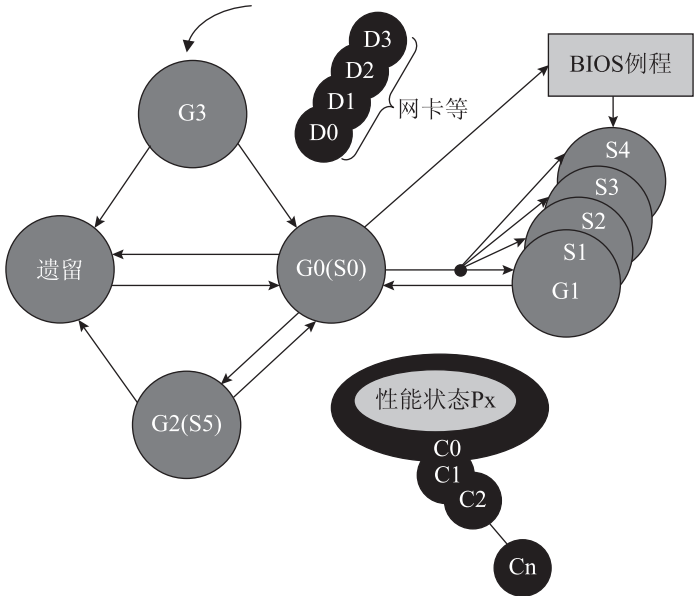 D3
D2
D1
D0
网卡等
BIOS例程
G3
S4
S3
S2
S1
G1
遗留
G0(S0)
G2(S5)
性能状态Px
C0
C1
C2
Cn